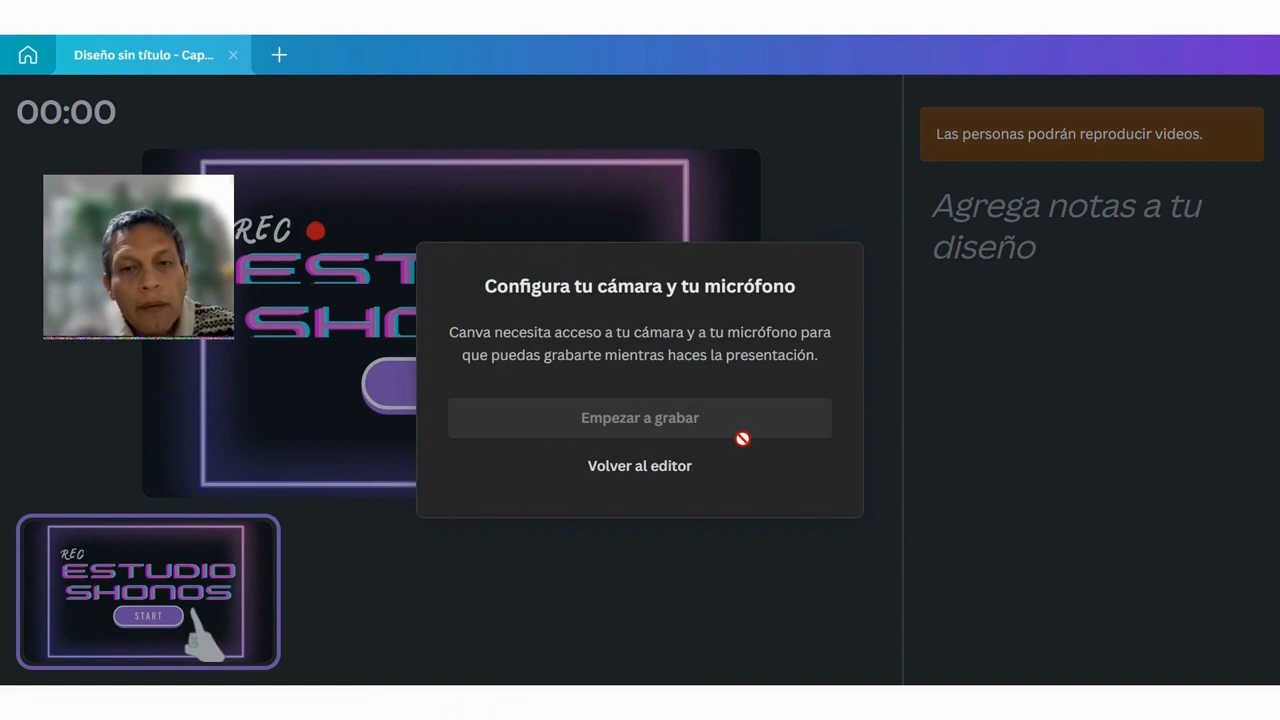 Diseño sin título - Cap...
00:00
Las personas podrán reproducir videos.
Agrega notas a tu
diseño
REC
EST
SHO
Configura tu cámara y tu micrófono
Canva necesita acceso a tu cámara y a tu micrófono para
que puedas grabarte mientras haces la presentación.
Empezar a grabar
Volver al editor
REC
ESTUDIO
SHONOS
START